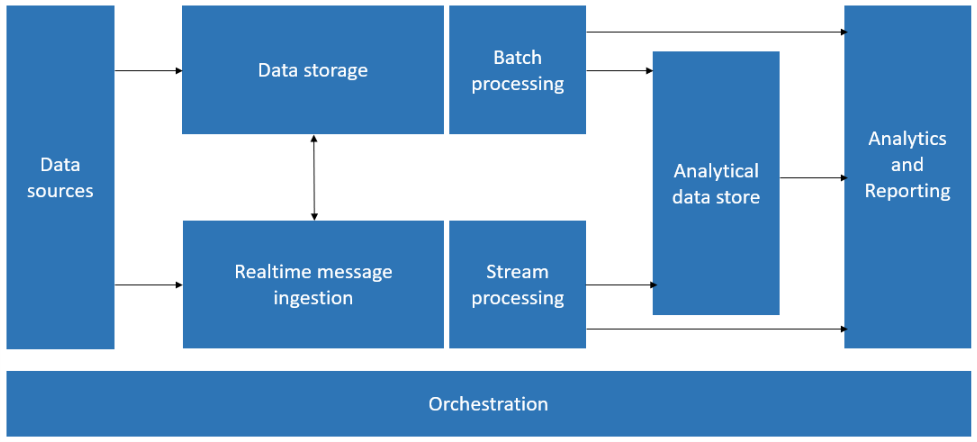 Data
sources
Data storage
Batch
processing
Realtime message
ingestion
Stream
processing
Analytical
data store
Analytics
and
Reporting
Orchestration